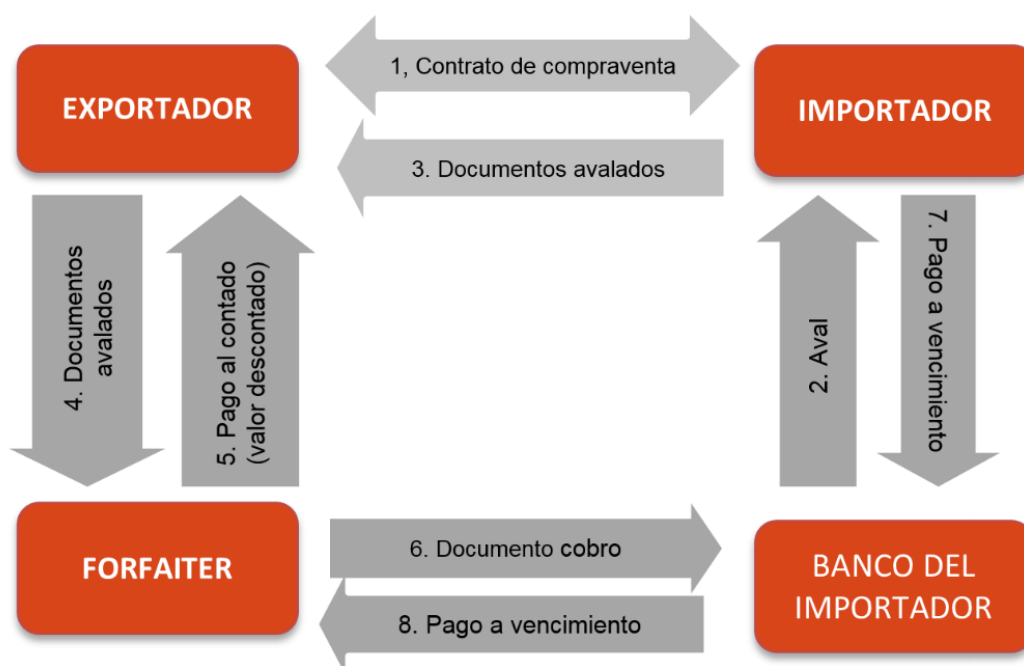 1, Contrato de compraventa
EXPORTADOR
IMPORTADOR
3. Documentos avalados
4. Documentos
avalados
5. Pago al contado
(valor descontado)
2. Aval
7. Pago a
vencimiento
FORFAITER
6. Documento cobro
8. Pago a vencimiento
BANCO DEL
IMPORTADOR